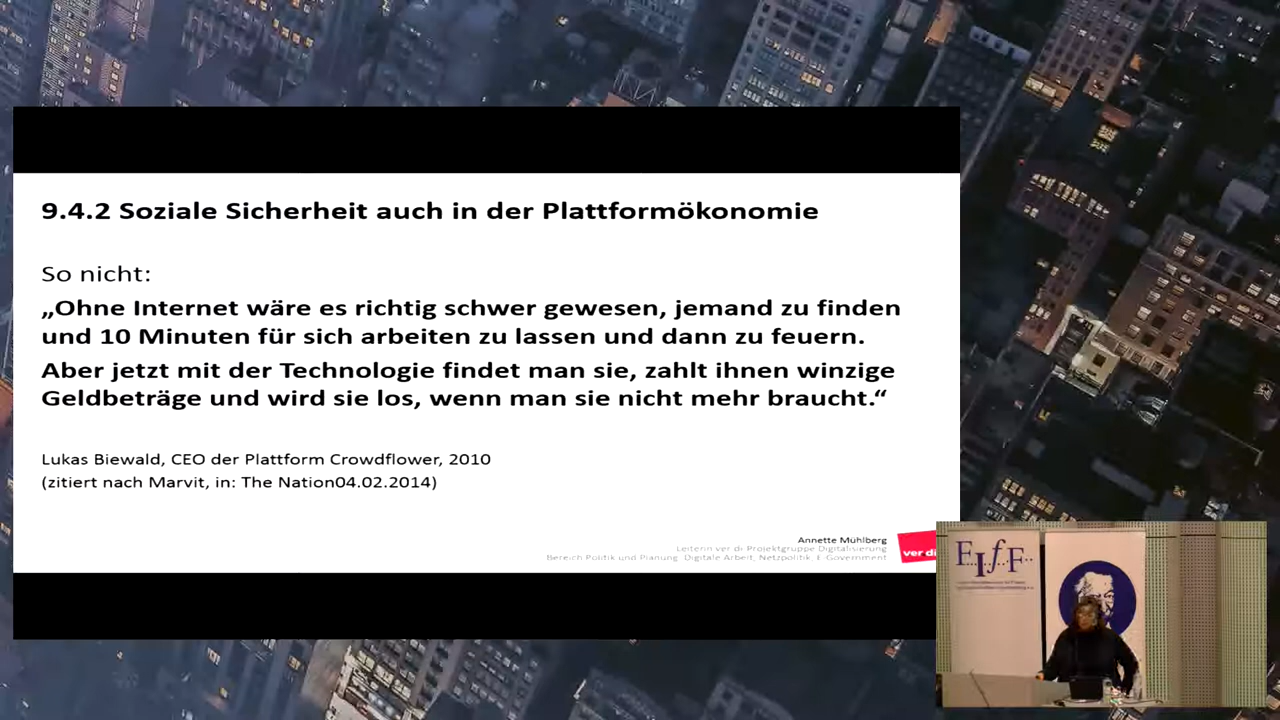 9.4.2 Soziale Sicherheit auch in der Plattformökonomie
So nicht:
„Ohne Internet wäre es richtig schwer gewesen, jemand zu finden
und 10 Minuten für sich arbeiten zu lassen und dann zu feuern.
Aber jetzt mit der Technologie findet man sie, zahlt ihnen winzige
Geldbeträge und wird sie los, wenn man sie nicht mehr braucht.“
Lukas Biewald, CEO der Plattform Crowdflower, 2010
(zitiert nach Marvit, in: The Nation04.02.2014)
Annette Mühlberg
Leiterin ver di Projektgruppe Digitalisierung
Bereich Politik und Planung, Digitale Arbeit, Netzpolitik, E-Government
ver di
F..I..f..F..